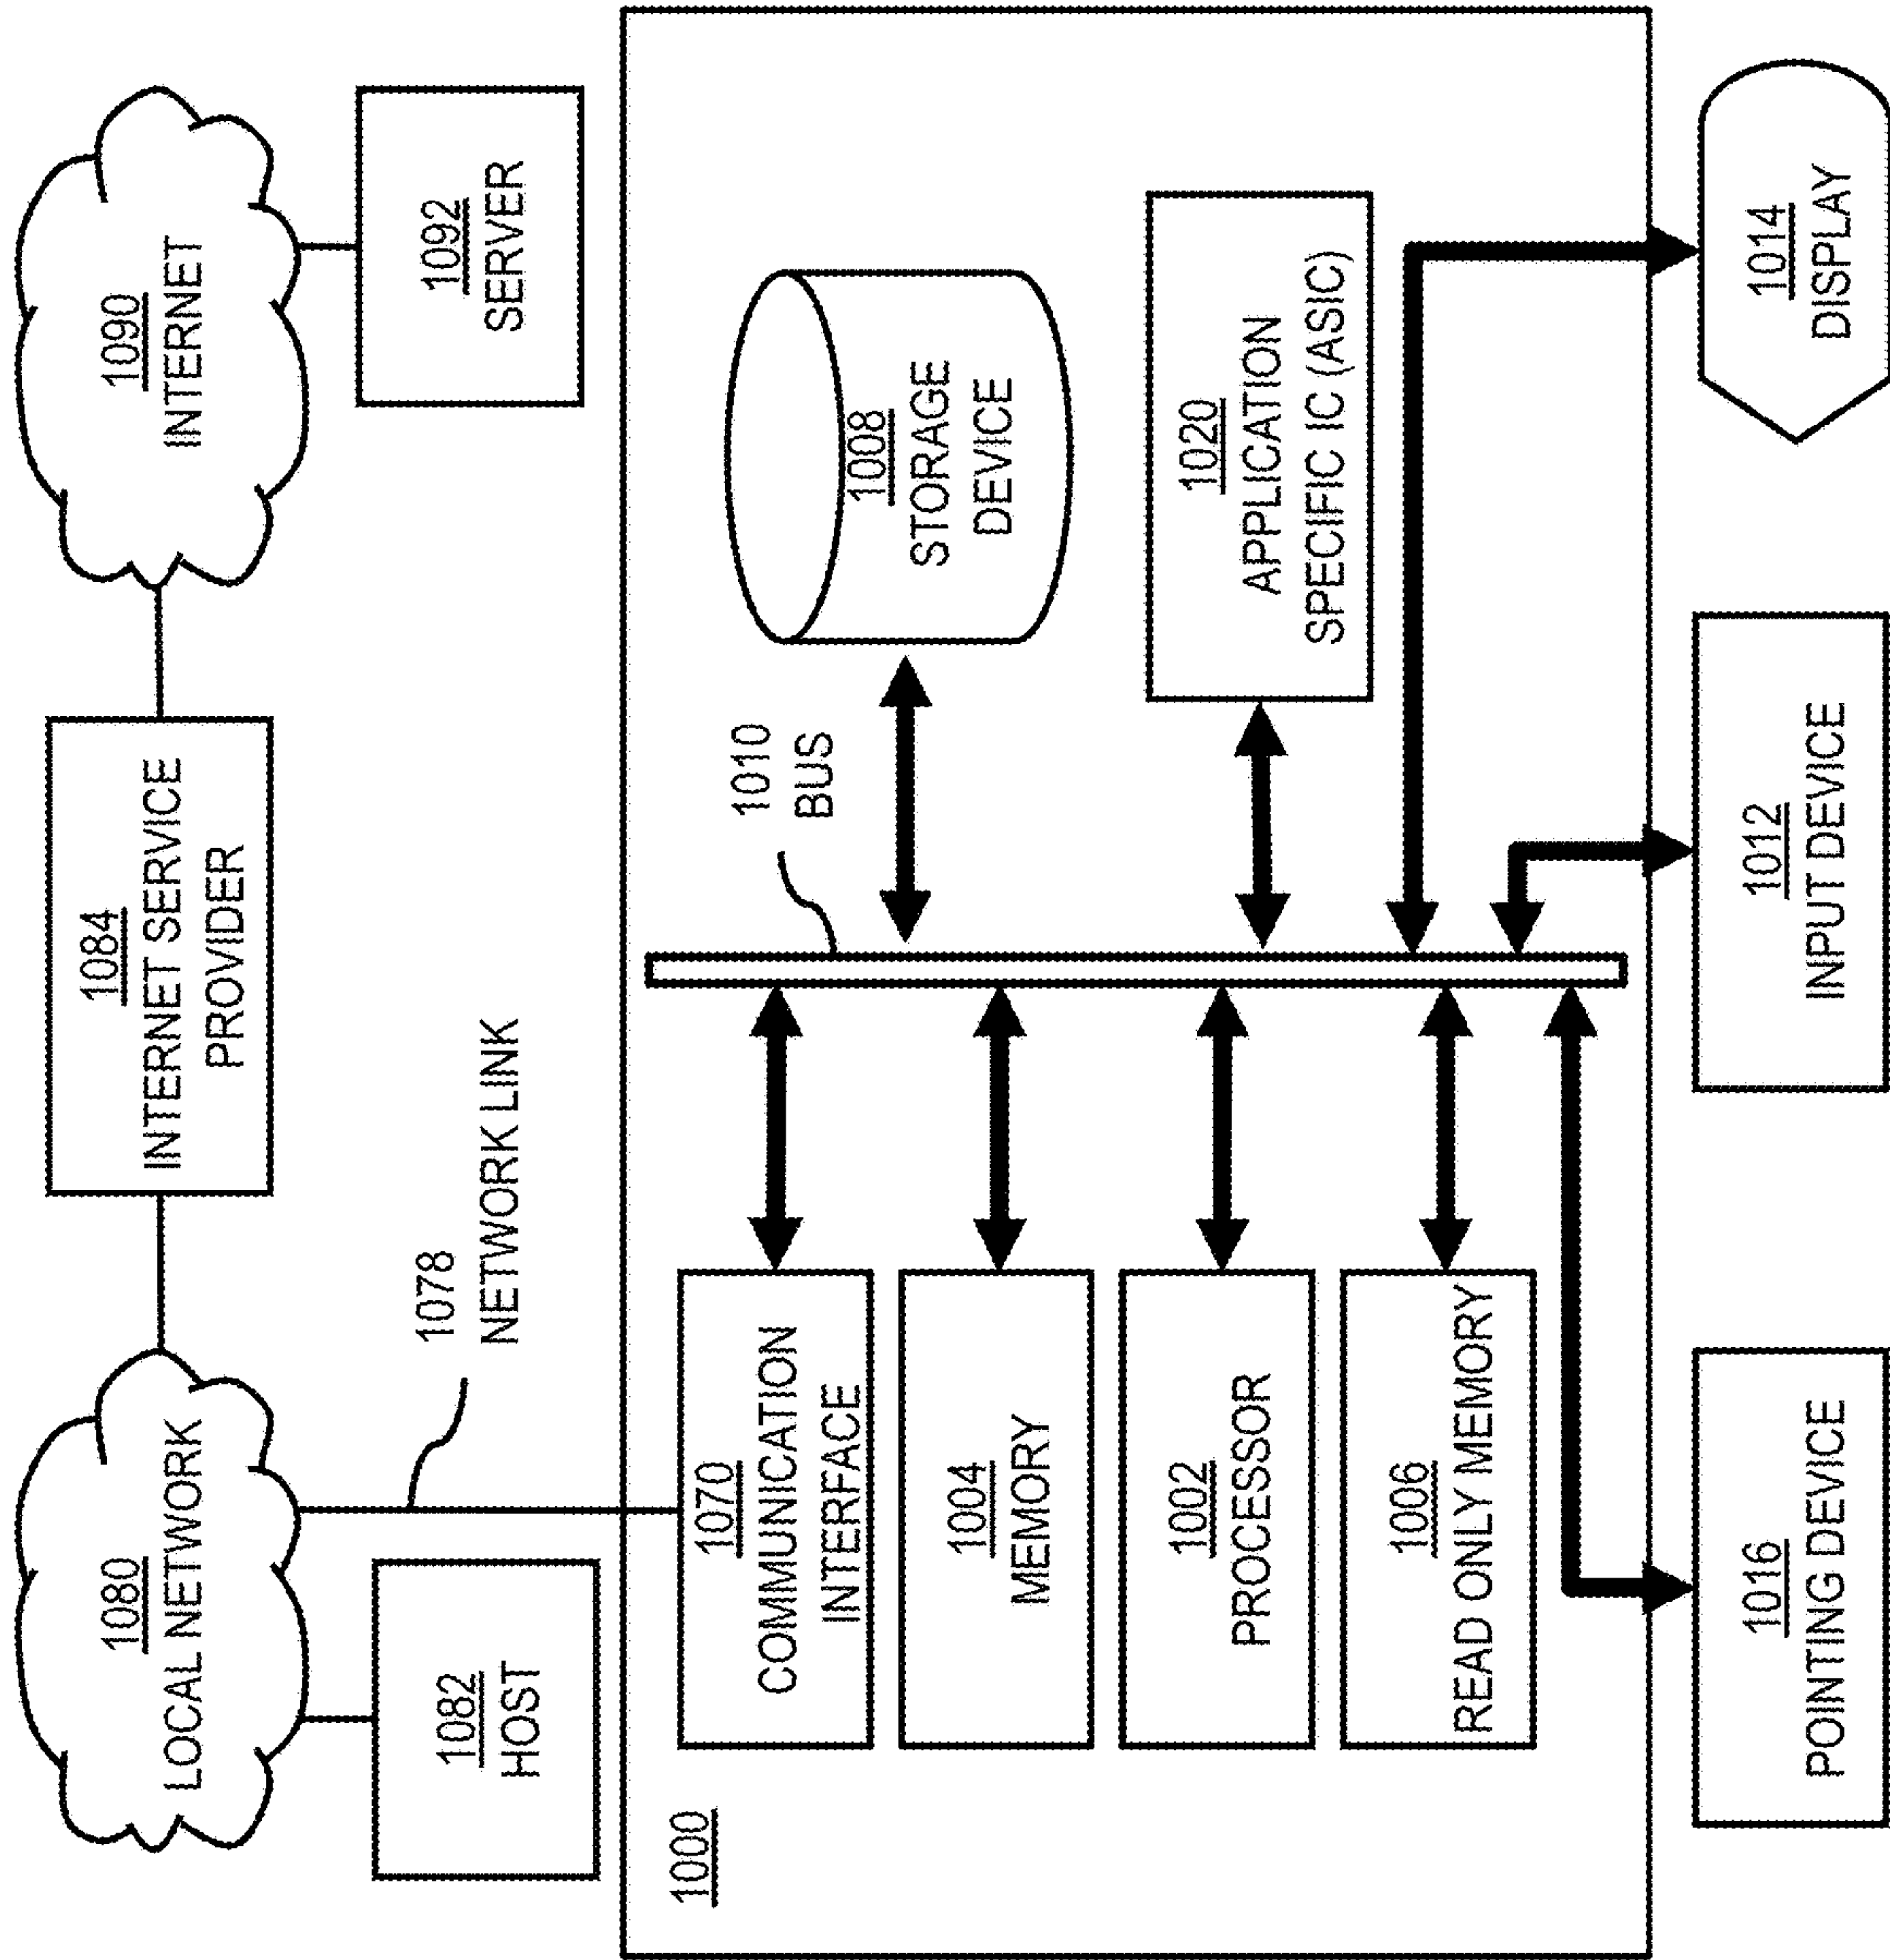 1080
LOCAL NETWORK
1084
INTERNET SERVICE
PROVIDER
1090
INTERNET
1082
HOST
1078
NETWORK LINK
1092
SERVER
1000
1070
COMMUNICATION
INTERFACE
1004
MEMORY
1002
PROCESSOR
1006
READ ONLY MEMORY
1010
BUS
1008
STORAGE
DEVICE
1020
APPLICATION
SPECIFIC IC (ASIC)
1016
POINTING DEVICE
1012
INPUT DEVICE
1014
DISPLAY